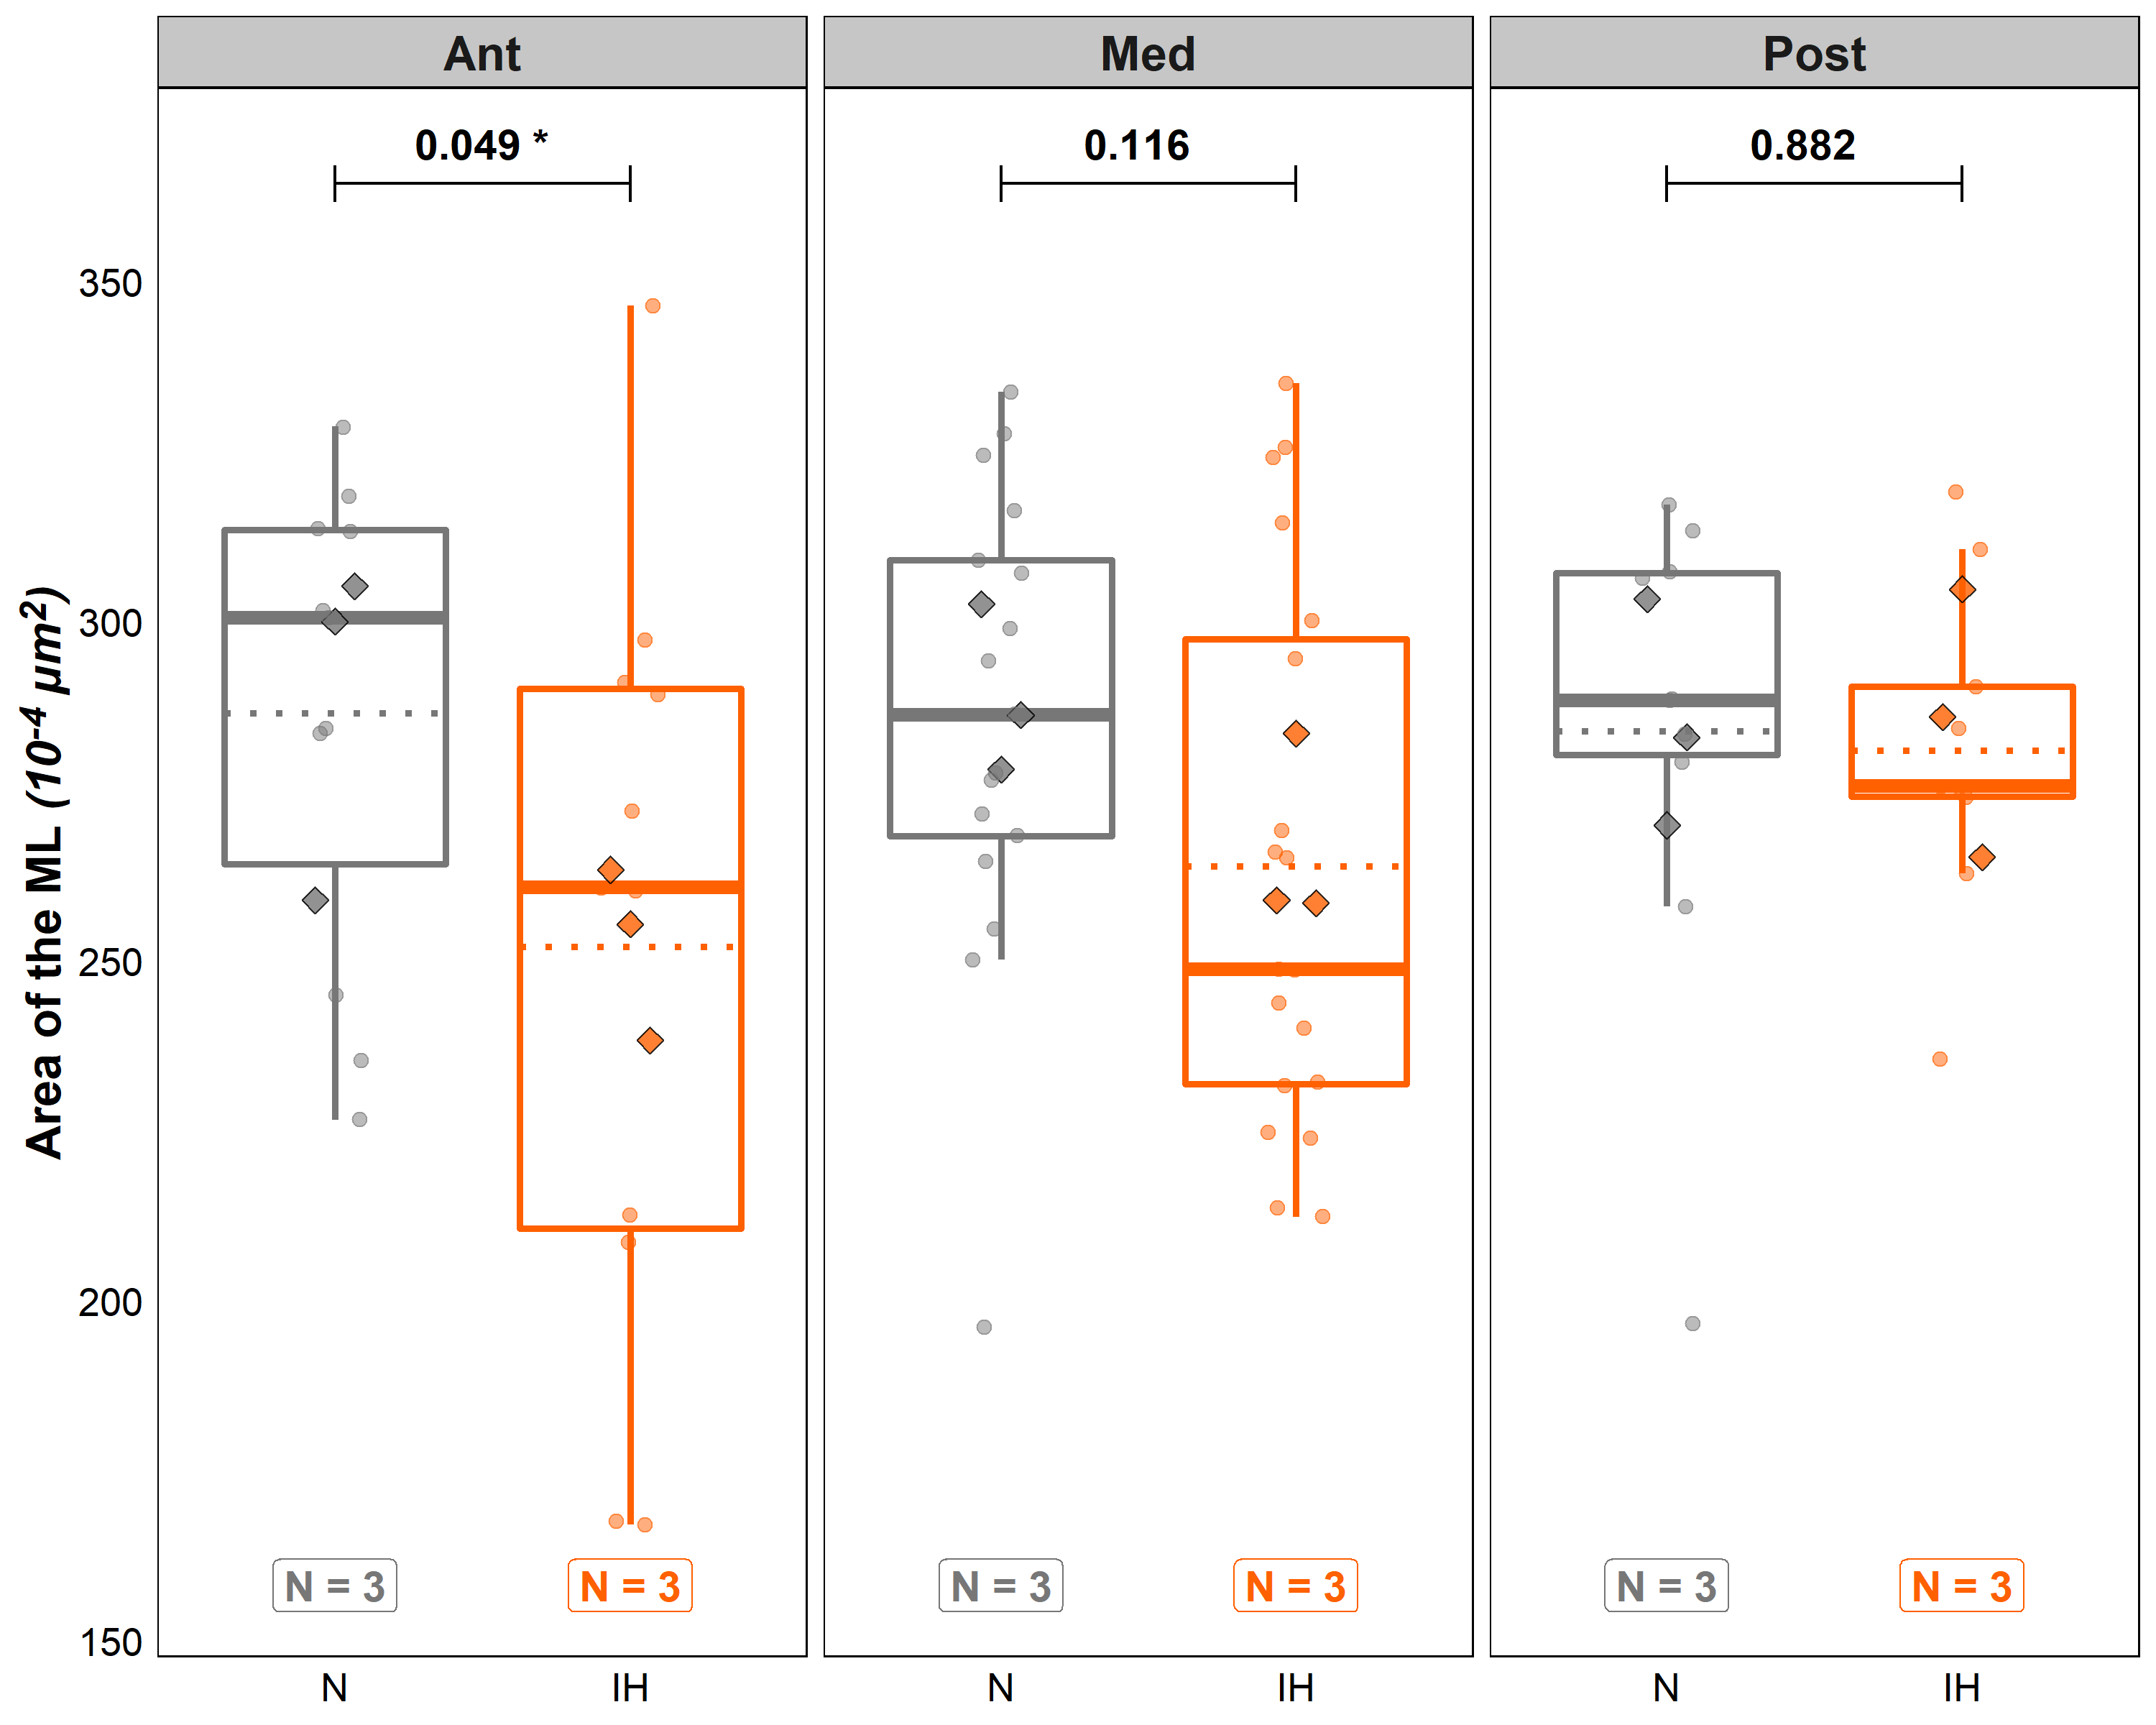 Ant
Med
Post
0.049 *
0.116
0.882
Area of the ML (10⁻⁴ µm²)
350
300
250
200
150
N = 3
N = 3
N = 3
N = 3
N = 3
N = 3
N
IH
N
IH
N
IH